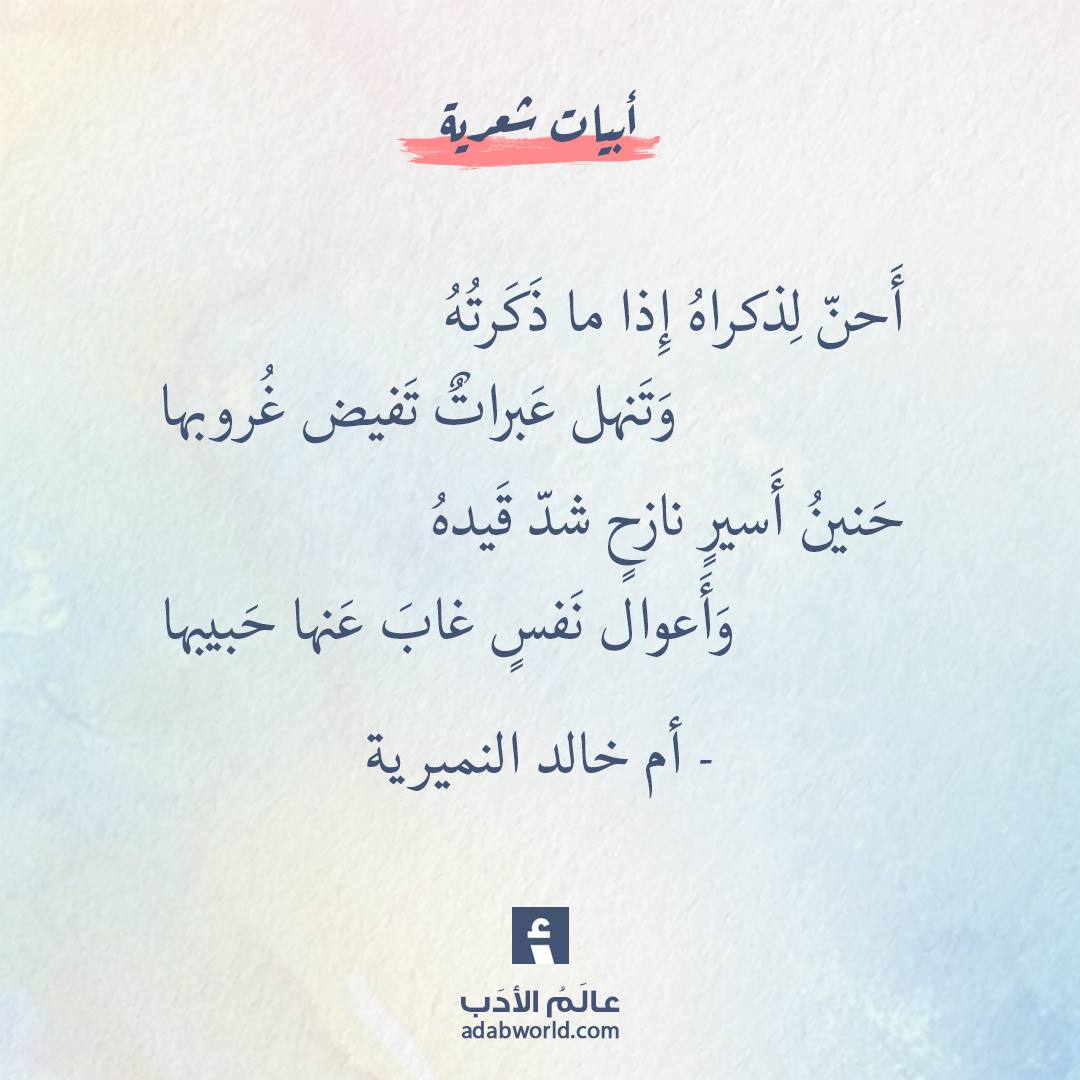 أبيات شعرية
أَحنّ لِذكراهُ إِذا ما ذَكَرتُهُ
وَتَنهل عَبراتٌ تَفيض غُروبها
حَنينُ أَسيرٍ نازحٍ شدّ قَيدهُ
وَأَعوال نَفسٍ غابَ عَنها حَبيبها
- أم خالد النميرية
أ
عالَمُ الأدَب
adabworld.com